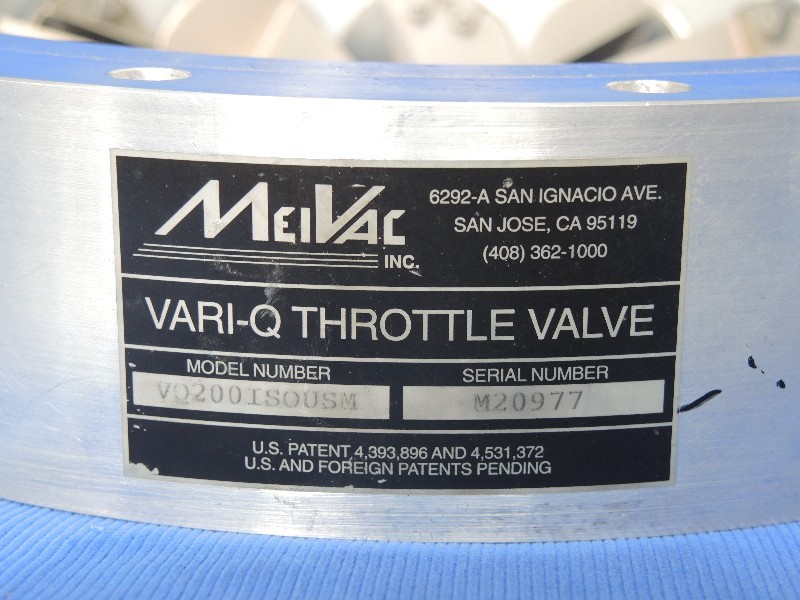 MEIVAC INC.
6292-A SAN IGNACIO AVE.
SAN JOSE, CA 95119
(408) 362-1000
VARI-Q THROTTLE VALVE
MODEL NUMBER
VQ200ISOUSM
SERIAL NUMBER
M20977
U.S. PATENT 4,393,896 AND 4,531,372
U.S. AND FOREIGN PATENTS PENDING